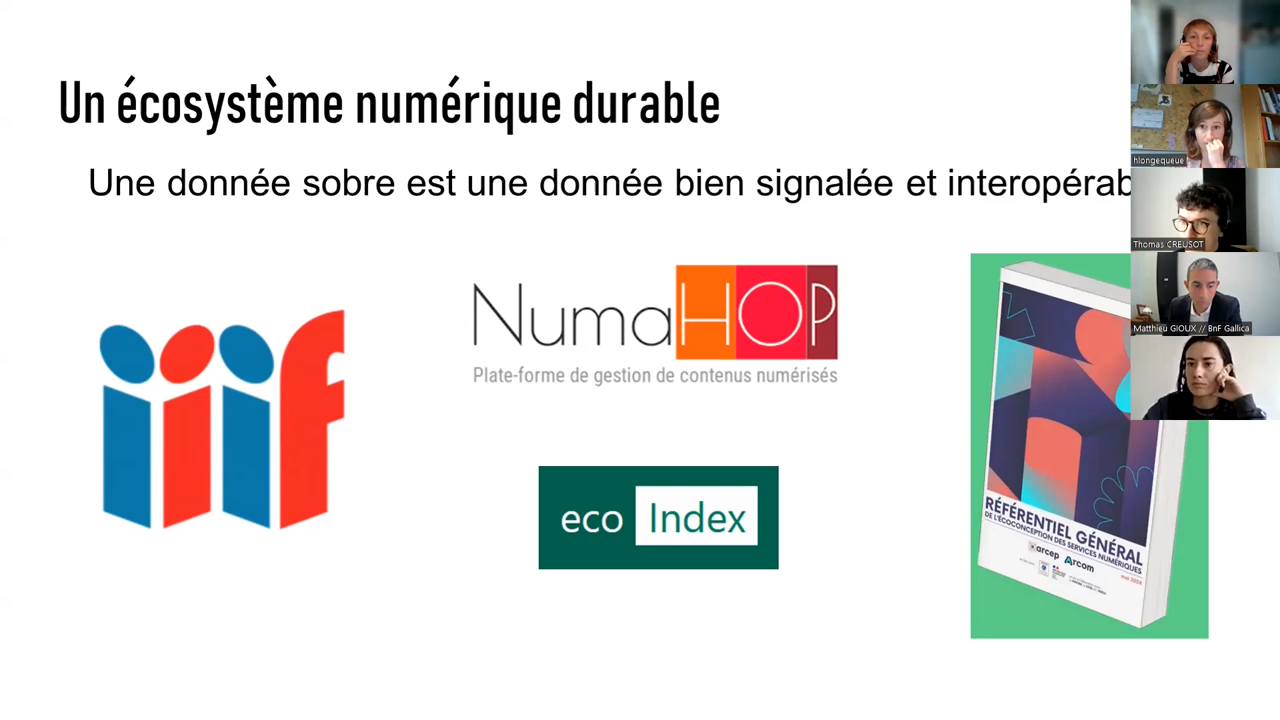 Un écosystème numérique durable
Une donnée sobre est une donnée bien signalée et
iiif
NumaHOP
Plate-forme de gestion de contenus numérisés
eco Index
RÉFÉRENTIEL GÉNÉRAL
DE L'ÉCOCONCEPTION DES SERVICES NUMÉRIQUES
arcep Arcom
mai 2024
hlongequeue
Thomas CREUSOT
Matthieu GIOUX // BnF Gallica